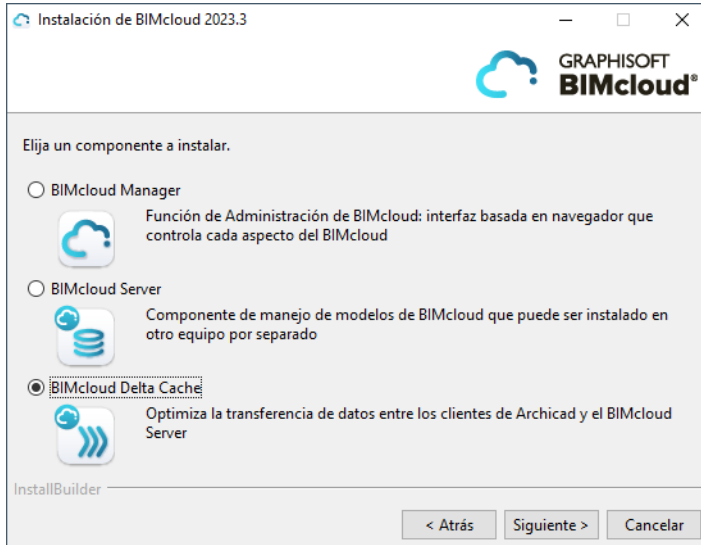 Instalación de BIMcloud 2023.3
GRAPHISOFT
BIMcloud®
Elija un componente a instalar.
BIMcloud Manager
Función de Administración de BIMcloud: interfaz basada en navegador que
controla cada aspecto del BIMcloud
BIMcloud Server
Componente de manejo de modelos de BIMcloud que puede ser instalado en
otro equipo por separado
BIMcloud Delta Cache
Optimiza la transferencia de datos entre los clientes de Archicad y el BIMcloud
Server
InstallBuilder
< Atrás Siguiente > Cancelar